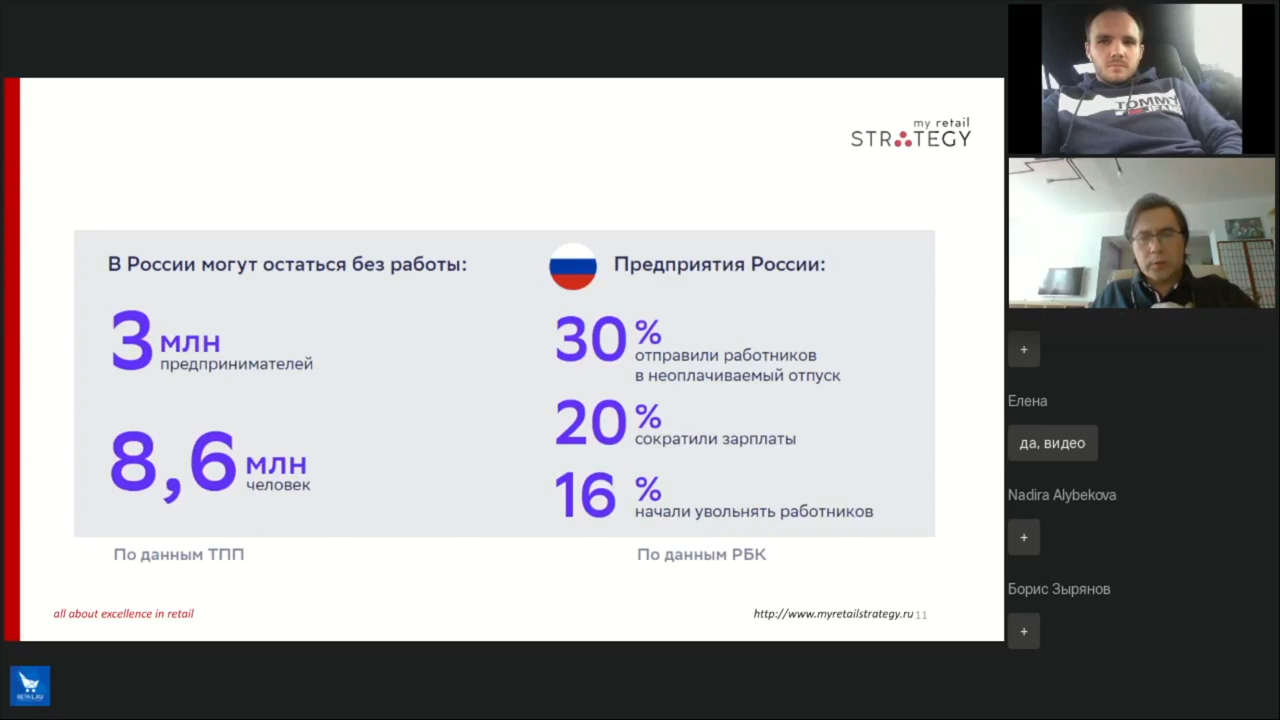 my retail
STRATEGY
В России могут остаться без работы:
3 млн
предпринимателей
8,6 млн
человек
Предприятия России:
30 %
отправили работников
в неоплачиваемый отпуск
20 %
сократили зарплаты
16 %
начали увольнять работников
По данным ТПП
По данным РБК
all about excellence in retail
http://www.myretailstrategy.ru 11
RETAIL.RU
TOMMY
+
Елена
да, видео
Nadira Alybekova
+
Борис Зырянов
+